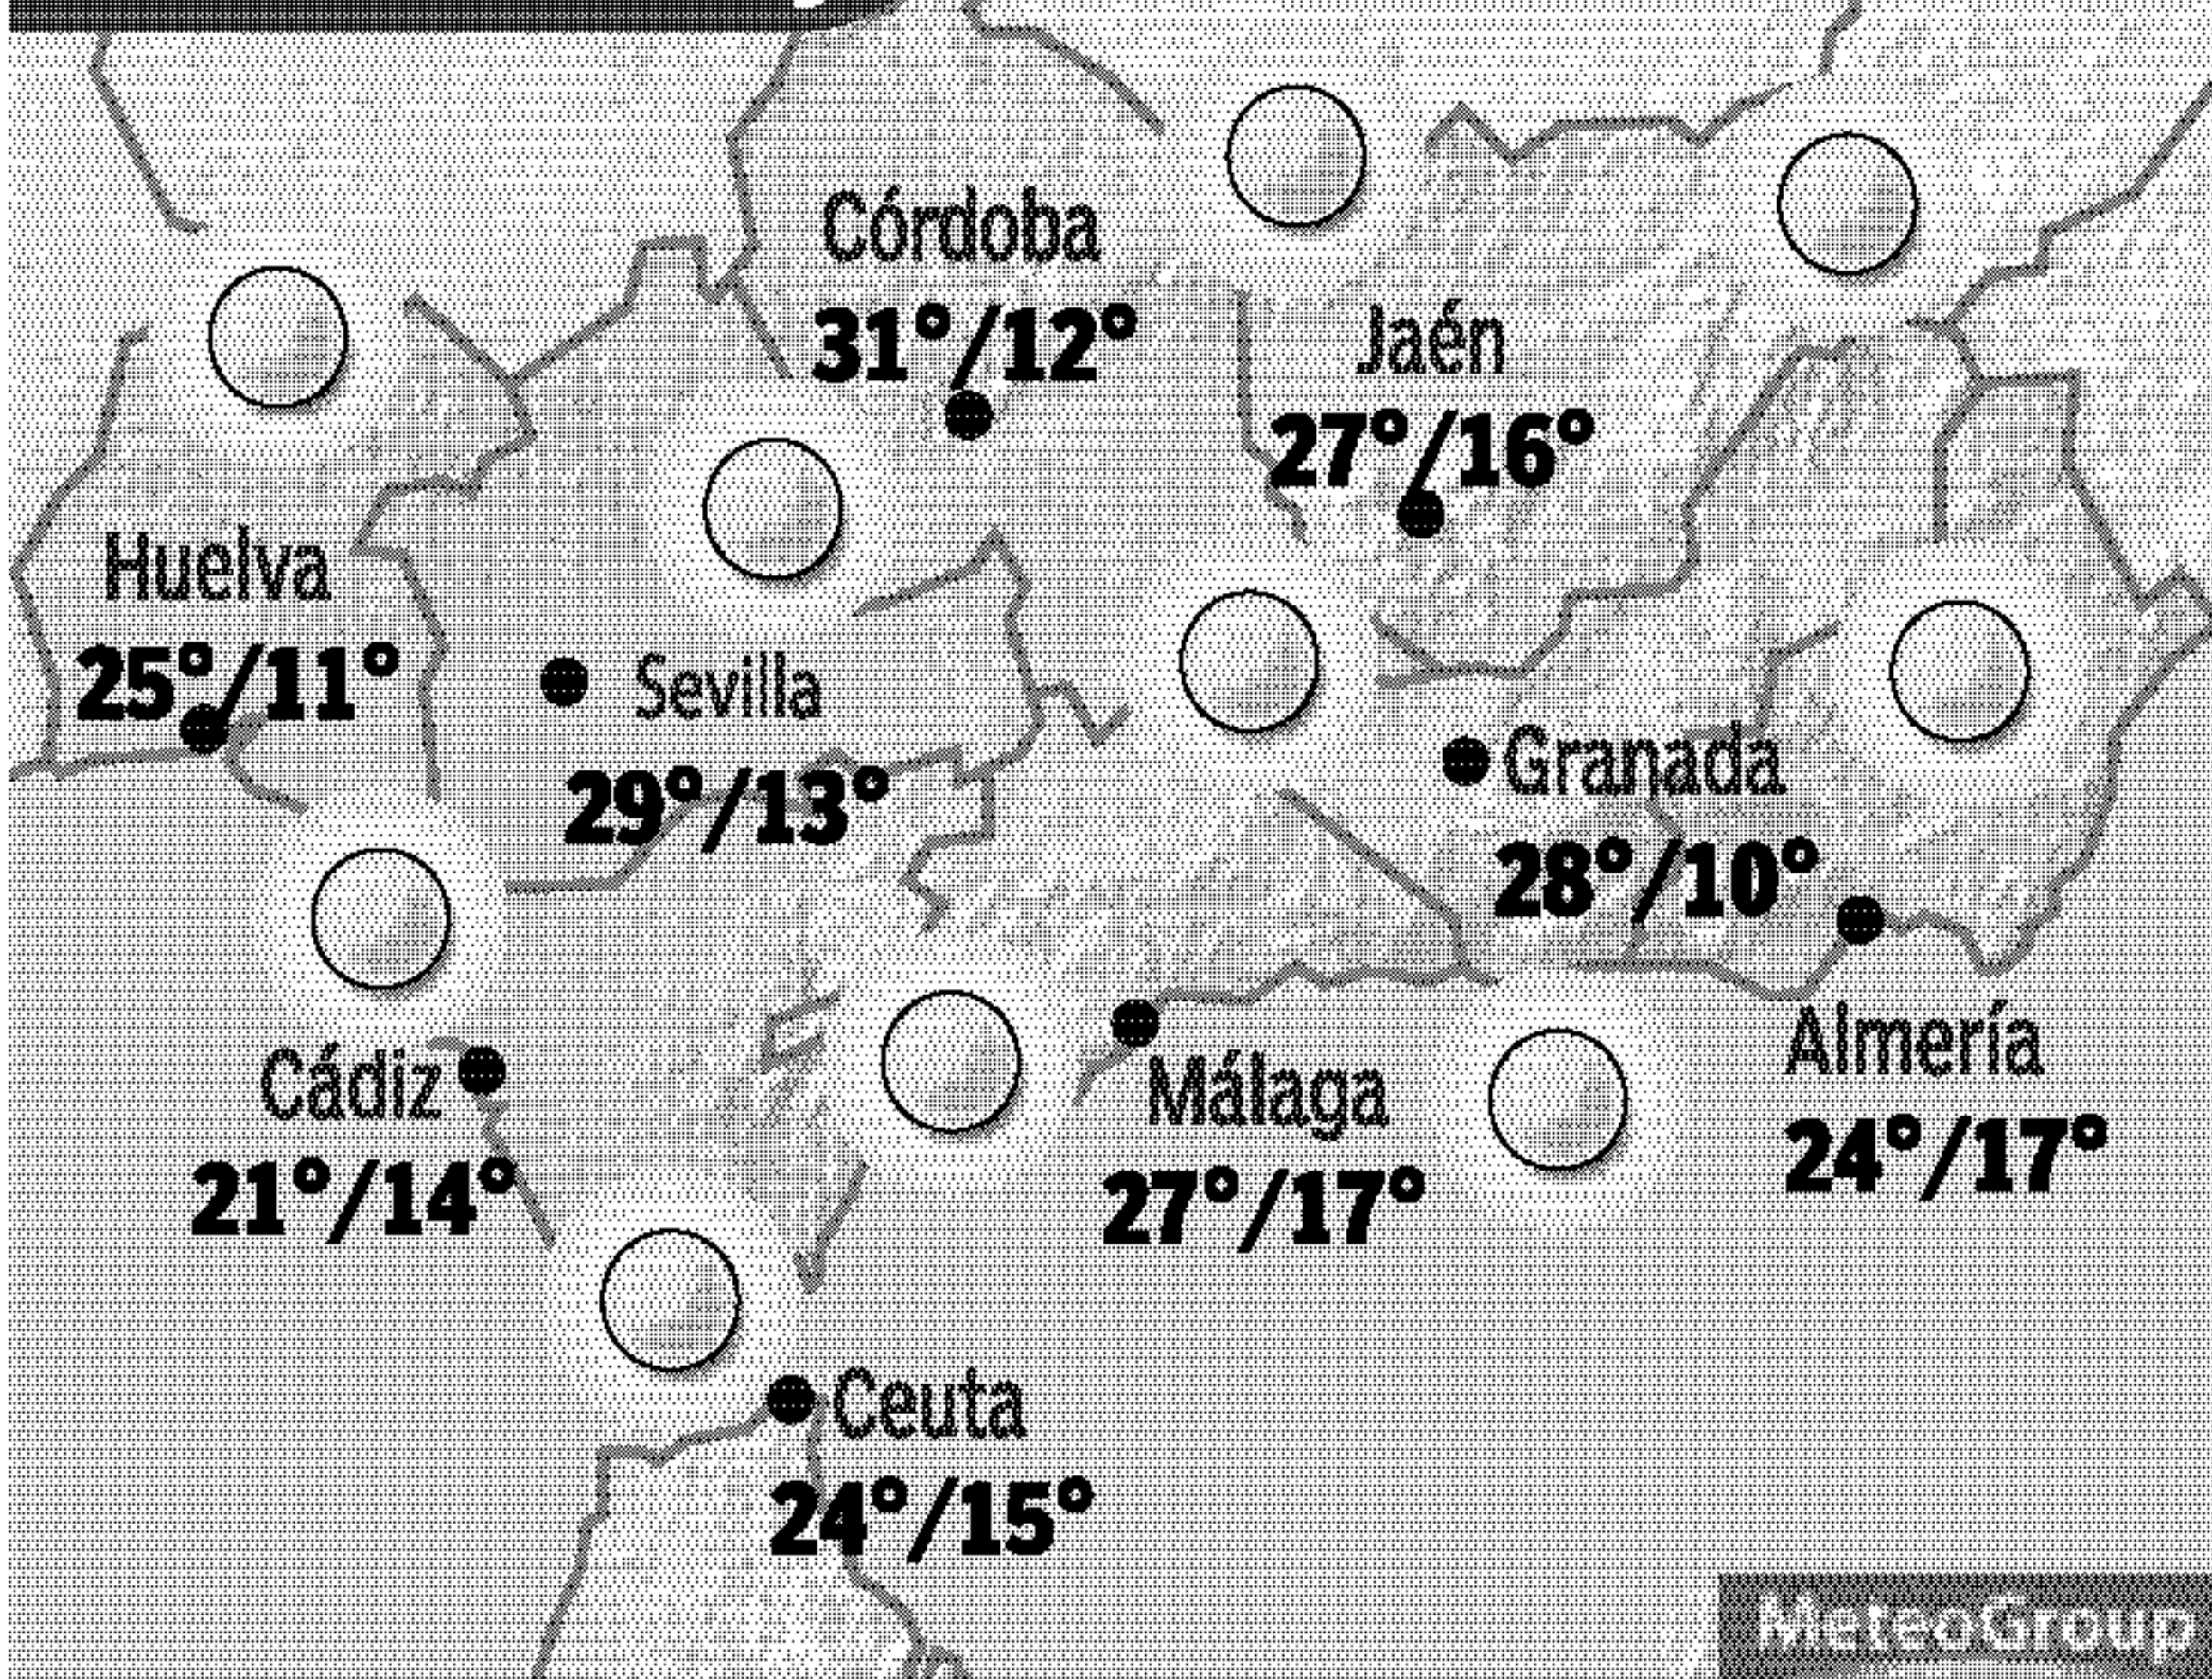 Córdoba
31°/12°
Jaén
27°/16°
Huelva
25°/11°
Sevilla
29°/13°
Granada
28°/10°
Cádiz
21°/14°
Málaga
27°/17°
Almería
24°/17°
Ceuta
24°/15°
MeteoGroup